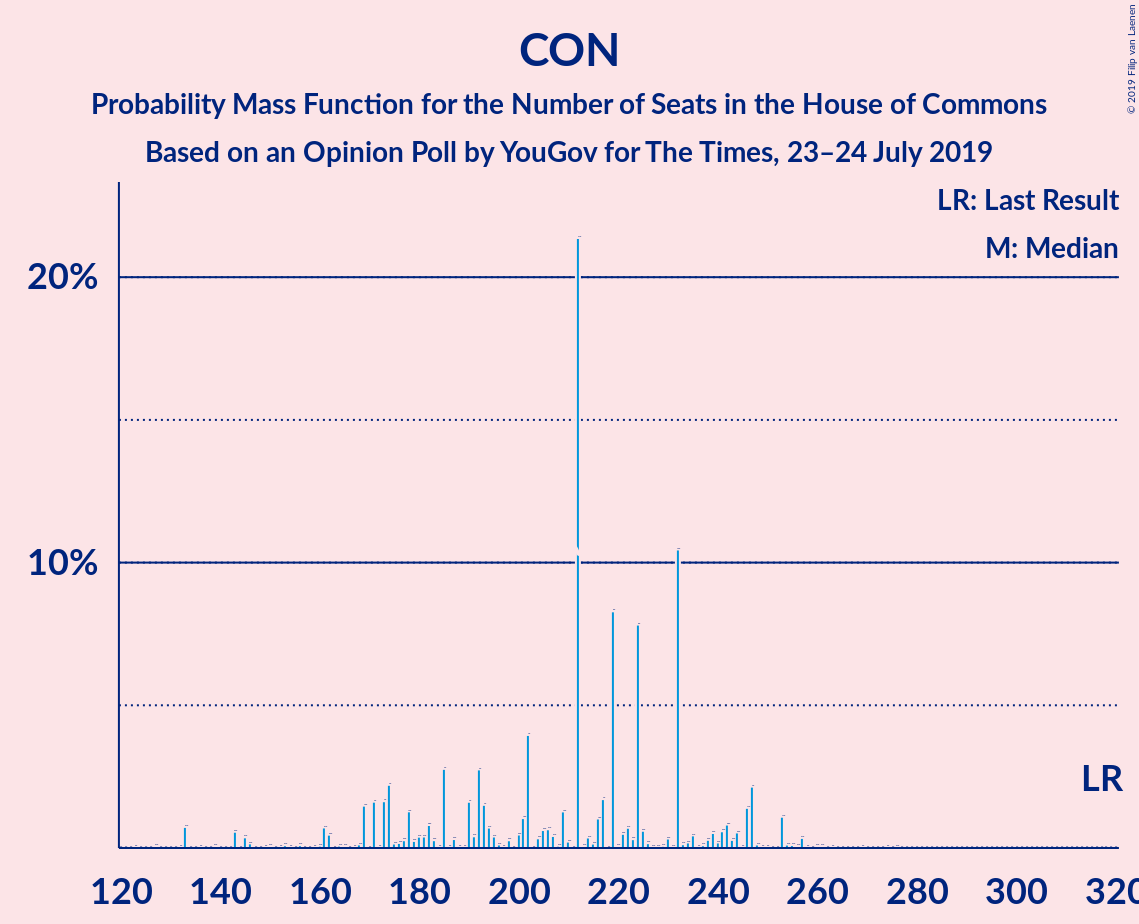 CON
Probability Mass Function for the Number of Seats in the House of Commons
Based on an Opinion Poll by YouGov for The Times, 23–24 July 2019
© 2019 Filip van Laenen
LR: Last Result
M: Median
20%
10%
LR
120 140 160 180 200 220 240 260 280 300 320